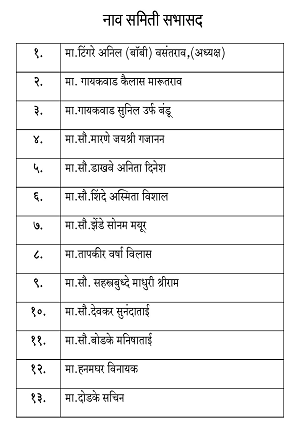 नाव समिती सभासद
१. मा.टिंगरे अनिल (बॉबी) वसंतराव,(अध्यक्ष)
२. मा. गायकवाड कैलास मारूतराव
३. मा.गायकवाड सुनिल उर्फ बंडू
४. मा.सौ.मारणे जयश्री गजानन
५. मा.सौ.डाखवे अनिता दिनेश
६. मा.सौ.शिंदे अस्मिता विशाल
७. मा.सौ.झेंडे सोनम मयूर
८. मा.तापकीर वर्षा विलास
९. मा.सौ. सहस्त्रबुध्दे माधुरी श्रीराम
१०. मा.सौ.देवकर सुनंदाताई
११. मा.सौ.बोडके मनिषाताई
१२. मा.हनमघर विनायक
१३. मा.दोडके सचिन